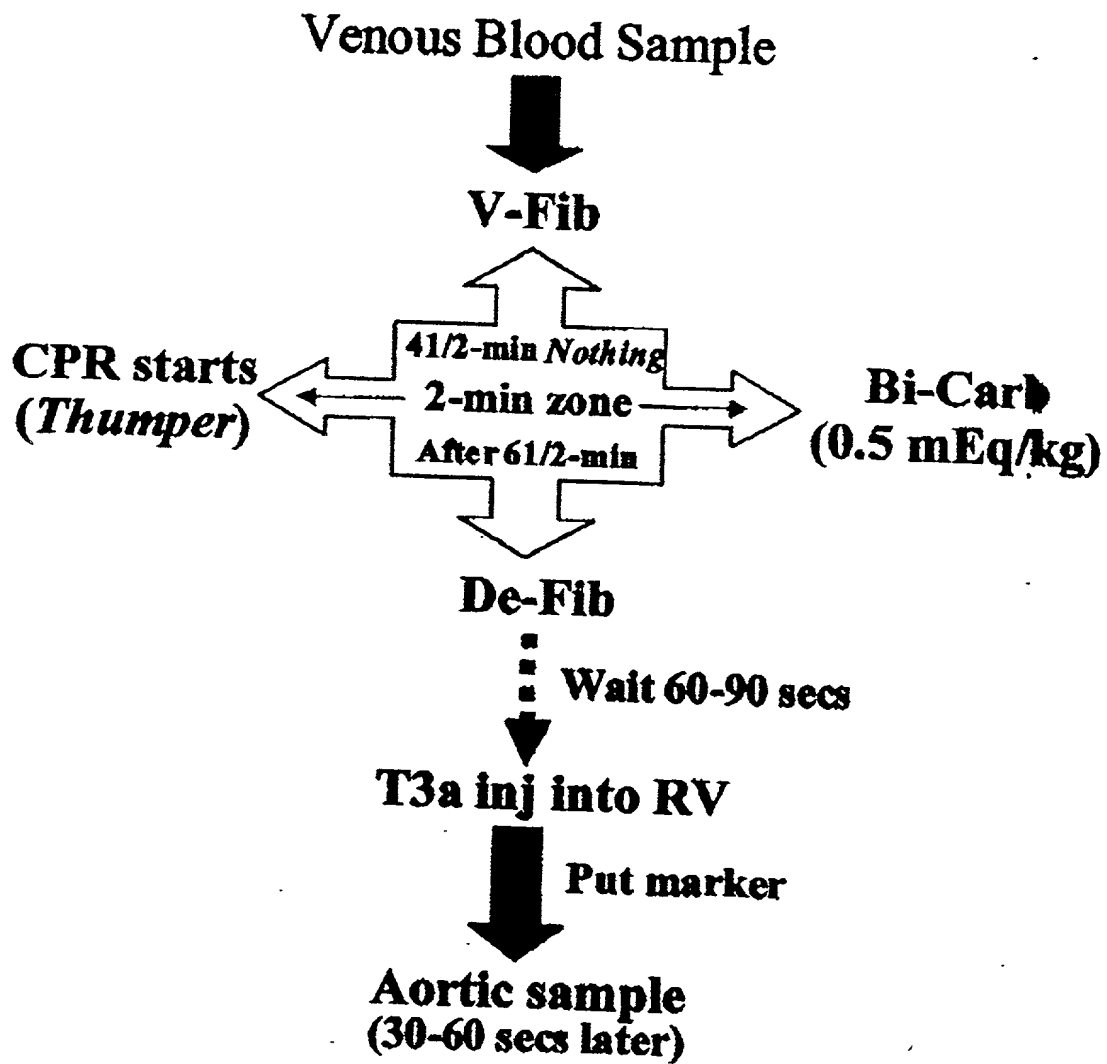 Venous Blood Sample
V-Fib
41/2-min Nothing
CPR starts
(Thumper)
2-min zone
Bi-Carb
(0.5 mEq/kg)
After 61/2-min
De-Fib
Wait 60-90 secs
T3a inj into RV
Put marker
Aortic sample
(30-60 secs later)